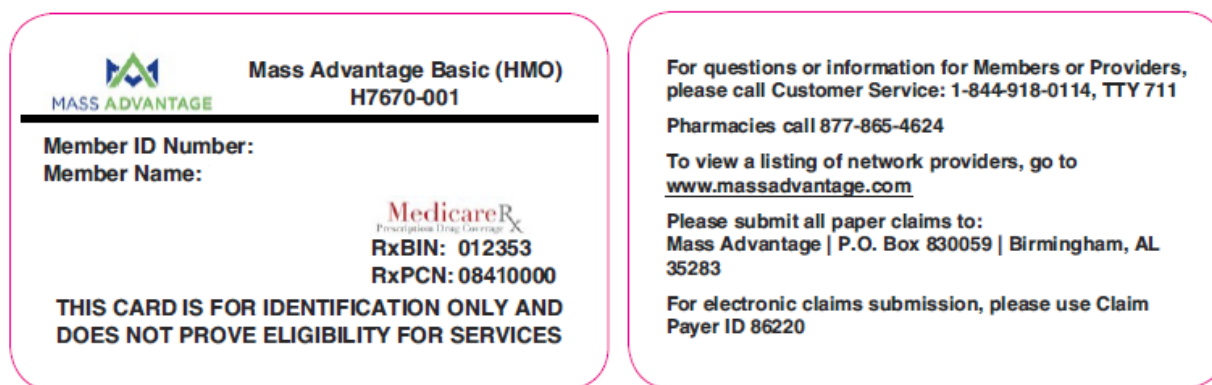 MASS ADVANTAGE
Mass Advantage Basic (HMO)
H7670-001
Member ID Number:
Member Name:
MedicareRx
Prescription Drug Coverage
RxBIN: 012353
RxPCN: 08410000
THIS CARD IS FOR IDENTIFICATION ONLY AND
DOES NOT PROVE ELIGIBILITY FOR SERVICES
For questions or information for Members or Providers,
please call Customer Service: 1-844-918-0114, TTY 711
Pharmacies call 877-865-4624
To view a listing of network providers, go to
www.massadvantage.com
Please submit all paper claims to:
Mass Advantage | P.O. Box 830059 | Birmingham, AL
35283
For electronic claims submission, please use Claim
Payer ID 86220